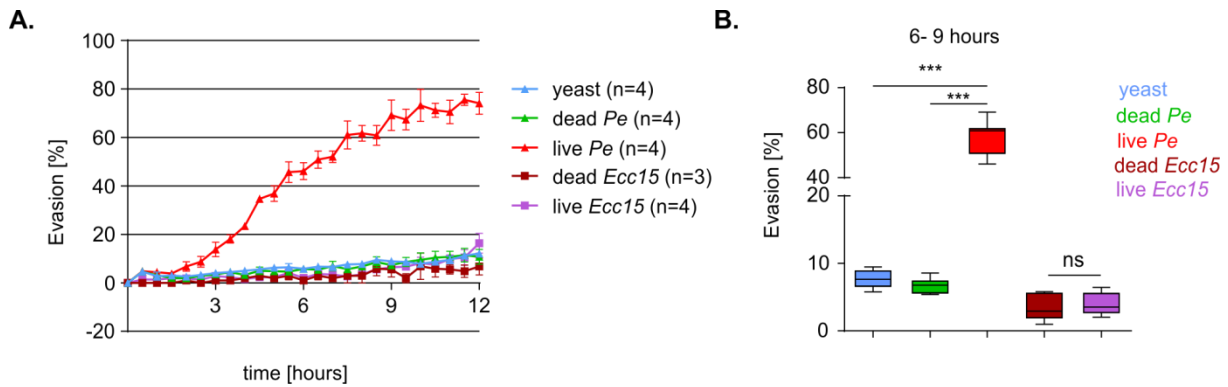 A.
100
80
60
40
20
0
-20
Evasion [%]
3
6
9
12
time [hours]
yeast (n=4)
dead Pe (n=4)
live Pe (n=4)
dead Ecc15 (n=3)
live Ecc15 (n=4)
B.
6- 9 hours
***
***
ns
80
60
40
20
10
0
Evasion [%]
yeast
dead Pe
live Pe
dead Ecc15
live Ecc15